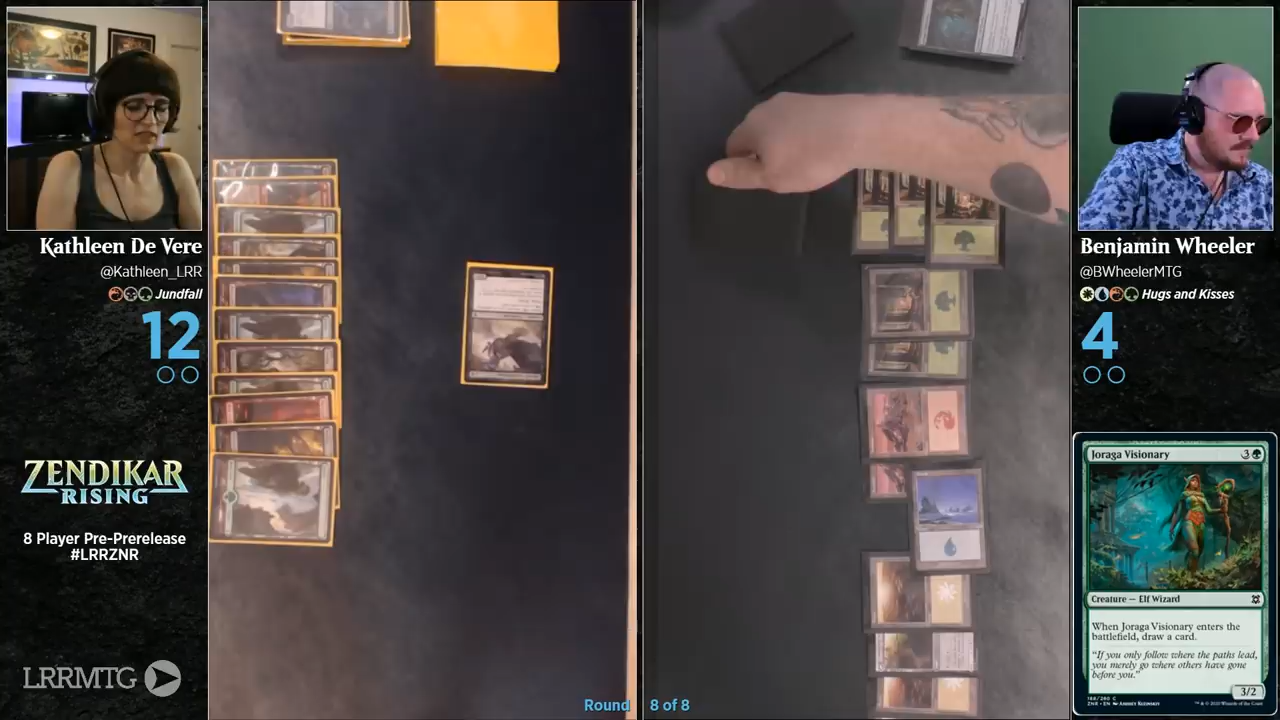 Kathleen De Vere
@Kathleen_LRR
Jundfall
12
ZENDIKAR
RISING
8 Player Pre-Prerelease
#LRRZNR
LRRMTG
Round 8 of 8
Benjamin Wheeler
@BWheelerMTG
Hugs and Kisses
4
Joraga Visionary 3
Creature — Elf Wizard
When Joraga Visionary enters the
battlefield, draw a card.
"If you only follow where the paths lead,
you merely go where others have gone
before you."
3/2